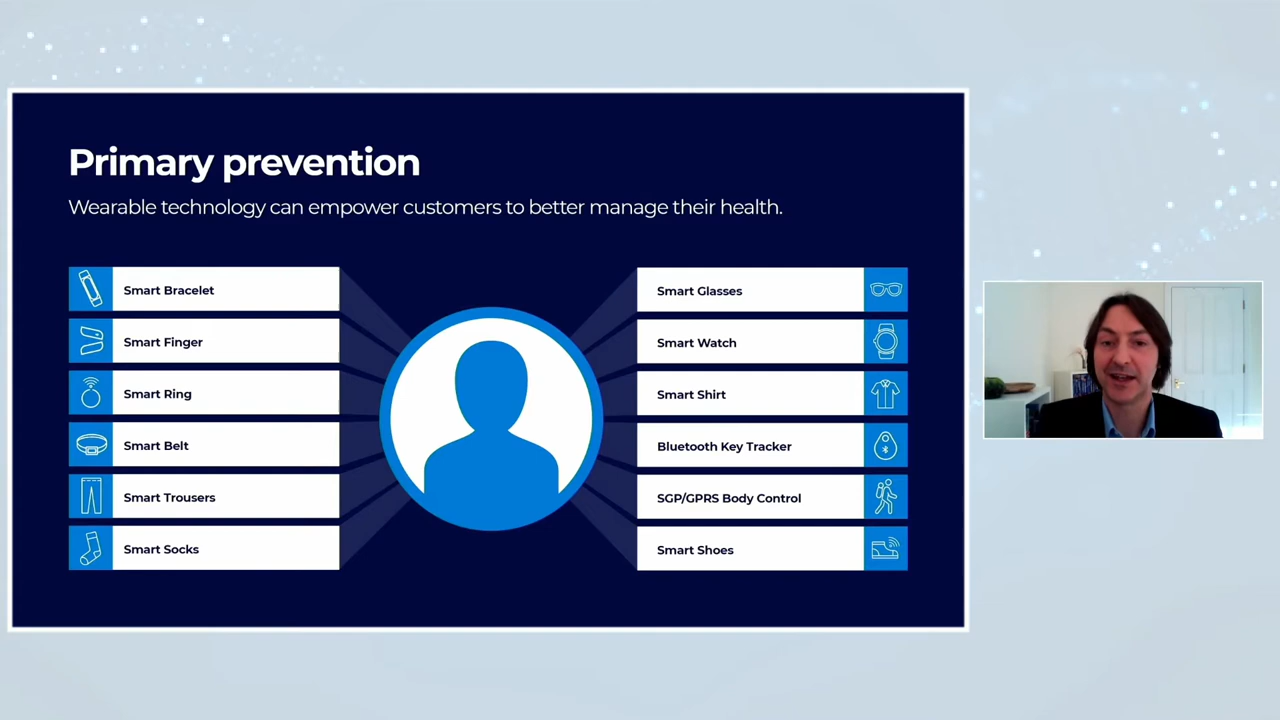 Primary prevention
Wearable technology can empower customers to better manage their health.
Smart Bracelet
Smart Finger
Smart Ring
Smart Belt
Smart Trousers
Smart Socks
Smart Glasses
Smart Watch
Smart Shirt
Bluetooth Key Tracker
SGP/GPRS Body Control
Smart Shoes